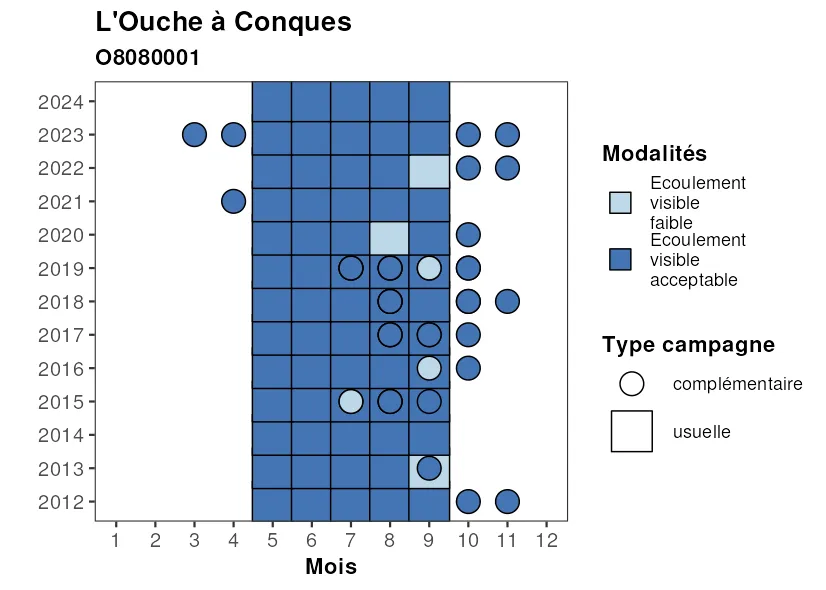 L'Ouche à Conques
O8080001
2024
2023
2022
2021
2020
2019
2018
2017
2016
2015
2014
2013
2012
1 2 3 4 5 6 7 8 9 10 11 12
Mois
Modalités
Ecoulement
visible
faible
Ecoulement
visible
acceptable
Type campagne
complémentaire
usuelle